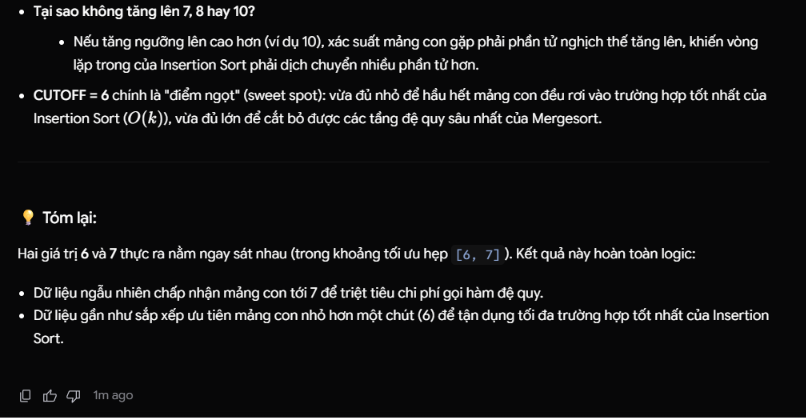 Tại sao không tăng lên 7, 8 hay 10?
Nếu tăng ngưỡng lên cao hơn (ví dụ 10), xác suất mảng con gặp phải phần tử nghịch thế tăng lên, khiến vòng
lặp trong của Insertion Sort phải dịch chuyển nhiều phần tử hơn.
CUTOFF = 6 chính là "điểm ngọt" (sweet spot): vừa đủ nhỏ để hầu hết mảng con đều rơi vào trường hợp tốt nhất của
Insertion Sort (O(k)), vừa đủ lớn để cắt bỏ được các tầng đệ quy sâu nhất của Mergesort.
💡 Tóm lại:
Hai giá trị 6 và 7 thực ra nằm ngay sát nhau (trong khoảng tối ưu hẹp [6, 7] ). Kết quả này hoàn toàn logic:
Dữ liệu ngẫu nhiên chấp nhận mảng con tới 7 để triệt tiêu chi phí gọi hàm đệ quy.
Dữ liệu gần như sắp xếp ưu tiên mảng con nhỏ hơn một chút (6) để tận dụng tối đa trường hợp tốt nhất của Insertion
Sort.
1m ago